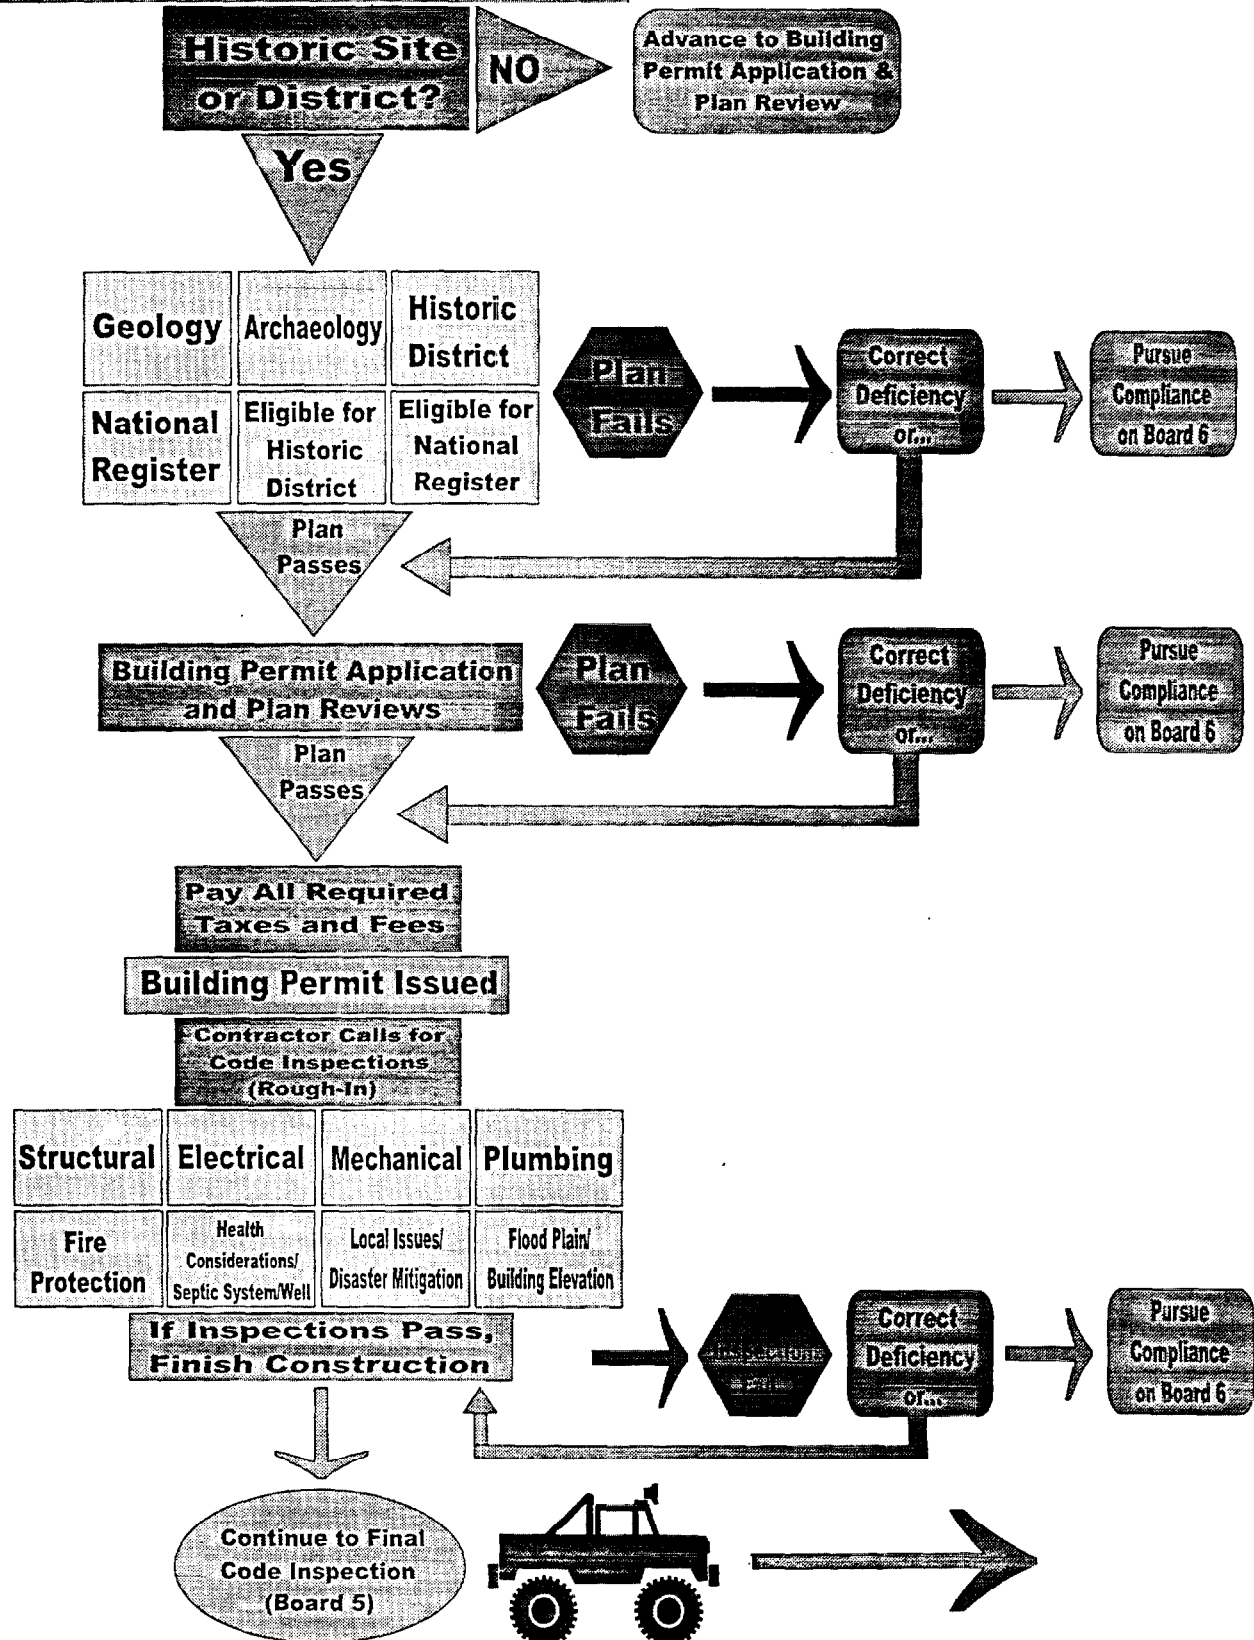 Historic Site
or District?
NO
Advance to Building
Permit Application &
Plan Review
Yes
Geology
Archaeology
Historic
District
National
Register
Eligible for
Historic
District
Eligible for
National
Register
Plan
Fails
Correct
Deficiency
or...
Pursue
Compliance
on Board 6
Plan
Passes
Building Permit Application
and Plan Reviews
Plan
Fails
Correct
Deficiency
or...
Pursue
Compliance
on Board 6
Plan
Passes
Pay All Required
Taxes and Fees
Building Permit Issued
Contractor Calls for
Code Inspections
(Rough-In)
Structural
Electrical
Mechanical
Plumbing
Fire
Protection
Health
Considerations/
Septic System/Well
Local Issues/
Disaster Mitigation
Flood Plain/
Building Elevation
If Inspections Pass,
Finish Construction
Inspection
Correct
Deficiency
or...
Pursue
Compliance
on Board 6
Continue to Final
Code Inspection
(Board 5)